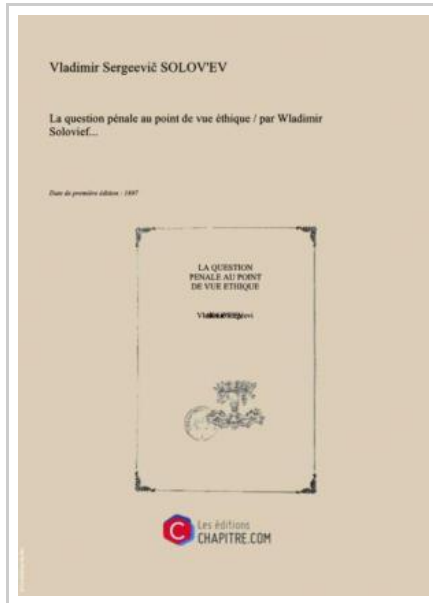 Vladimir Sergeevič SOLOV'EV
La question pénale au point de vue éthique / par Wladimir
Solovief...
Date de première édition : 1897
LA QUESTION
PENALE AU POINT
DE VUE ETHIQUE
Les éditions
CHAPITRE.COM